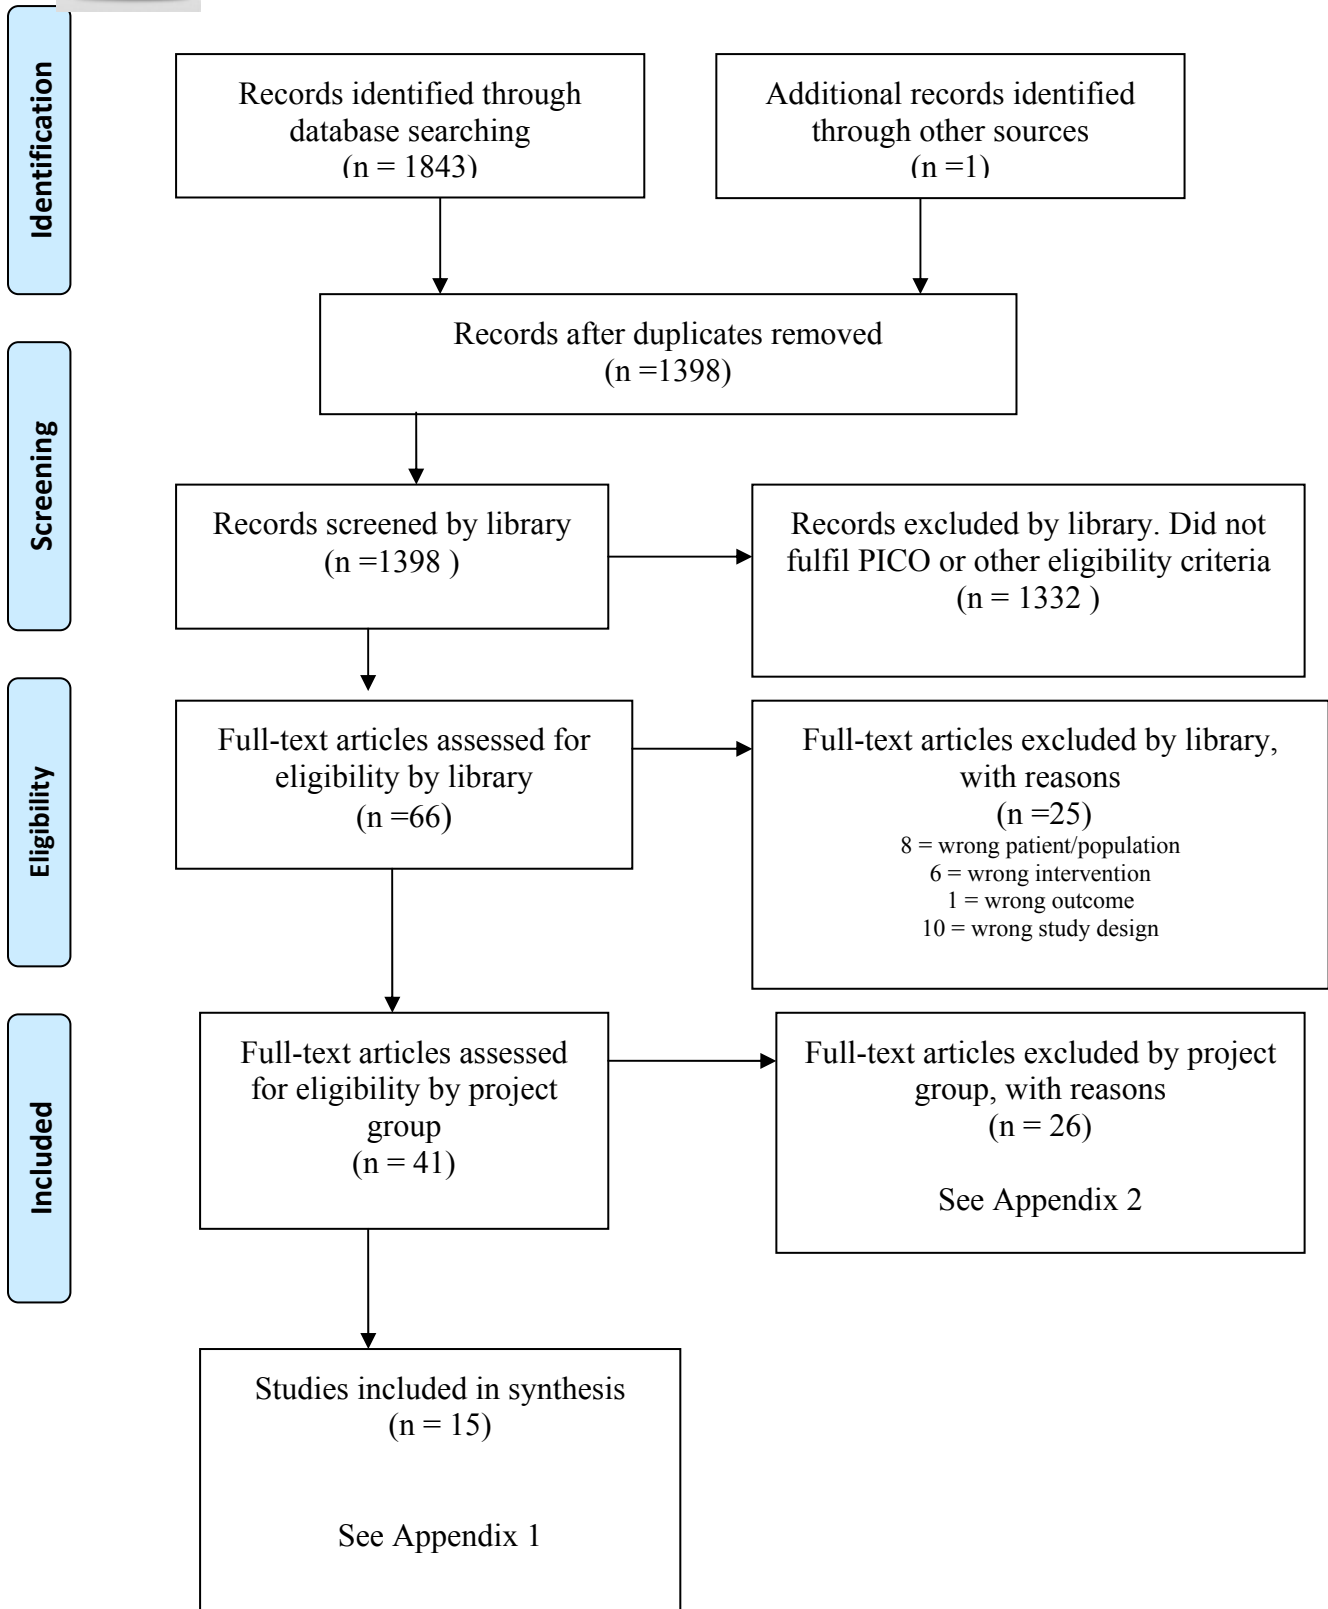 Identification
Records identified through
database searching
(n = 1843)
Additional records identified
through other sources
(n =1)
Records after duplicates removed
(n =1398)
Screening
Records screened by library
(n =1398 )
Records excluded by library. Did not
fulfil PICO or other eligibility criteria
(n = 1332 )
Eligibility
Full-text articles assessed for
eligibility by library
(n =66)
Full-text articles excluded by library,
with reasons
(n =25)
8 = wrong patient/population
6 = wrong intervention
1 = wrong outcome
10 = wrong study design
Included
Full-text articles assessed
for eligibility by project
group
(n = 41)
Full-text articles excluded by project
group, with reasons
(n = 26)
See Appendix 2
Studies included in synthesis
(n = 15)
See Appendix 1